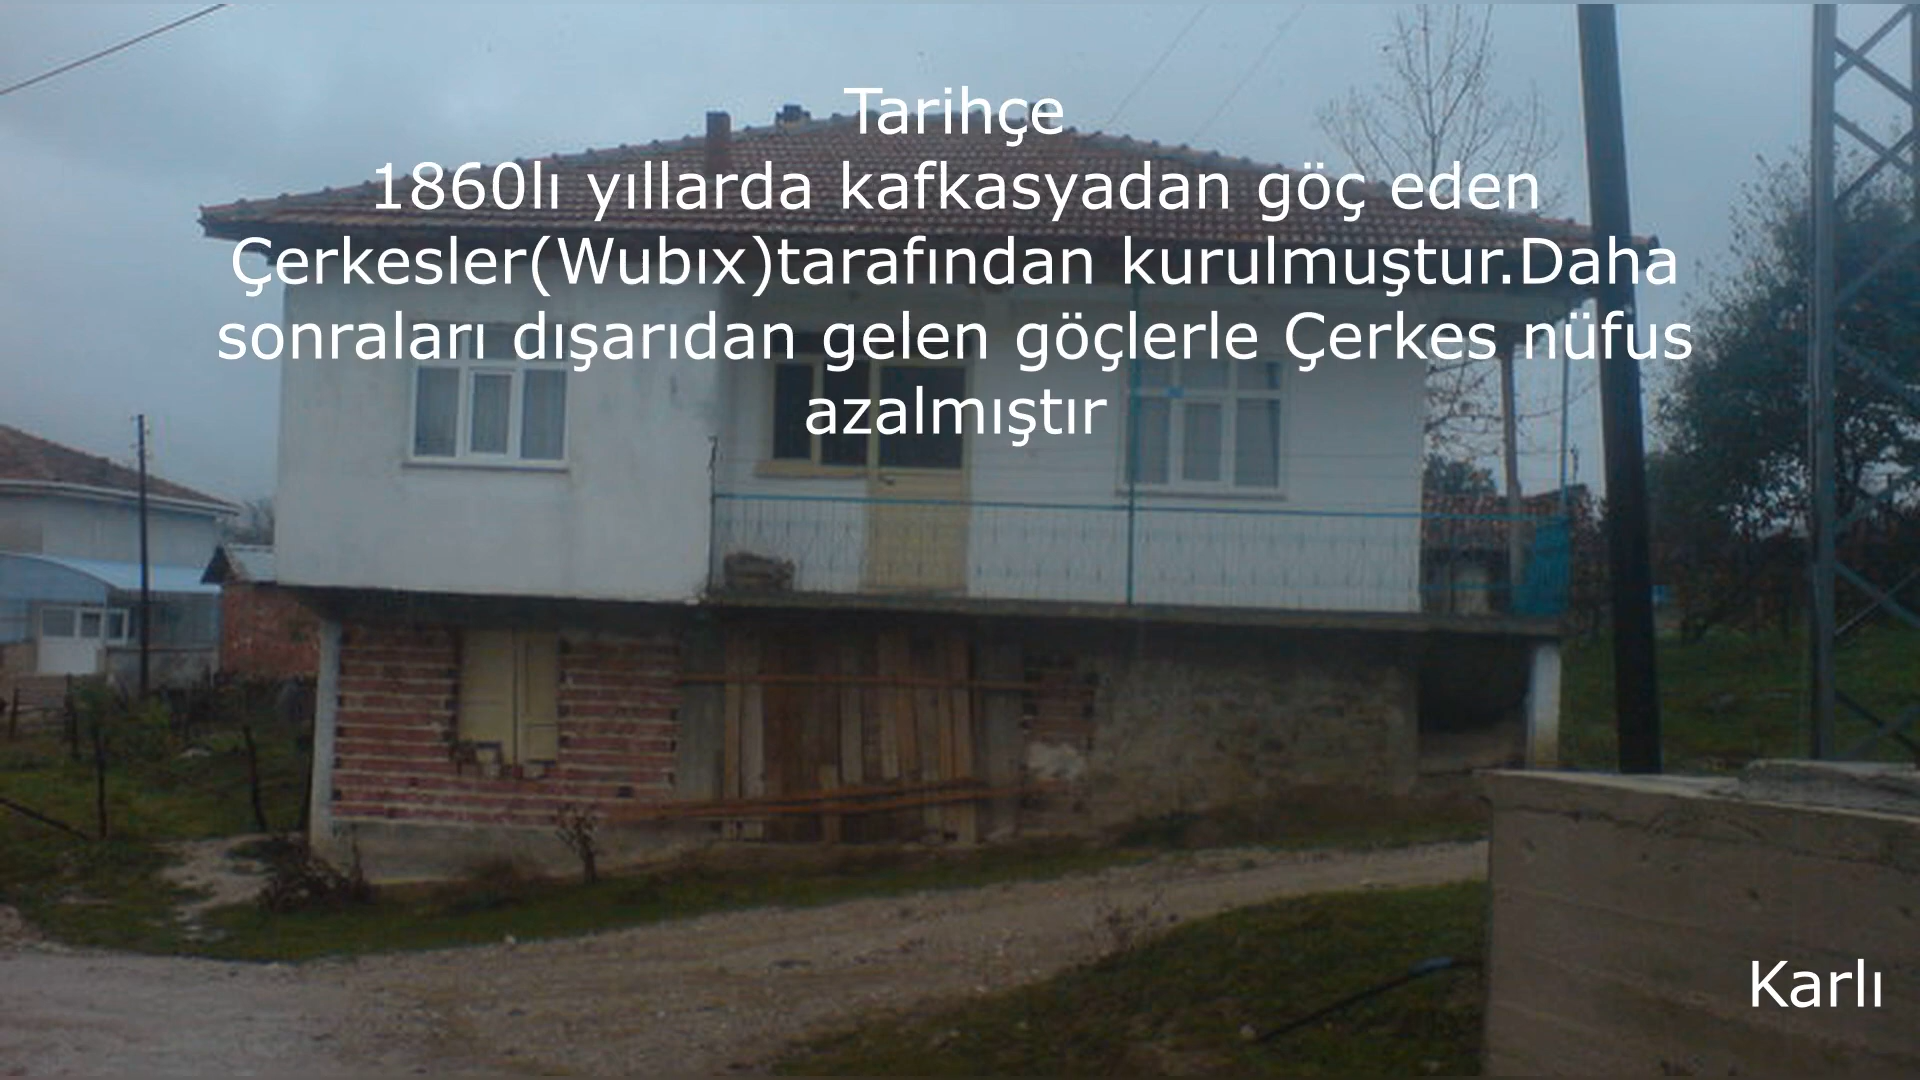 Tarihçe
1860lı yıllarda kafkasyadan göç eden
Çerkesler(Wubıx)tarafından kurulmuştur.Daha
sonraları dışarıdan gelen göçlerle Çerkes nüfus
azalmıştır
Karlı